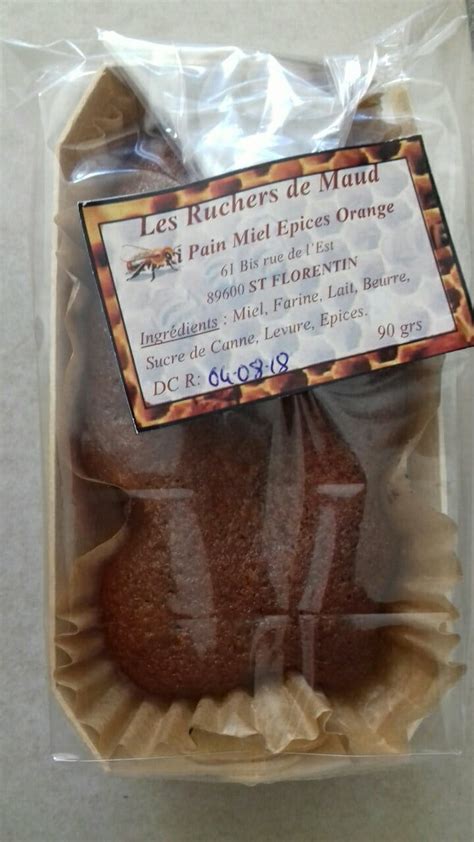 Les Ruchers de Maud
Pain Miel Epices Orange
61 Bis rue de l'Est
89600 ST FLORENTIN
Ingrédients : Miel, Farine, Lait, Beurre,
Sucre de Canne, Levure, Epices.
90 grs
DC R: 04-08-18